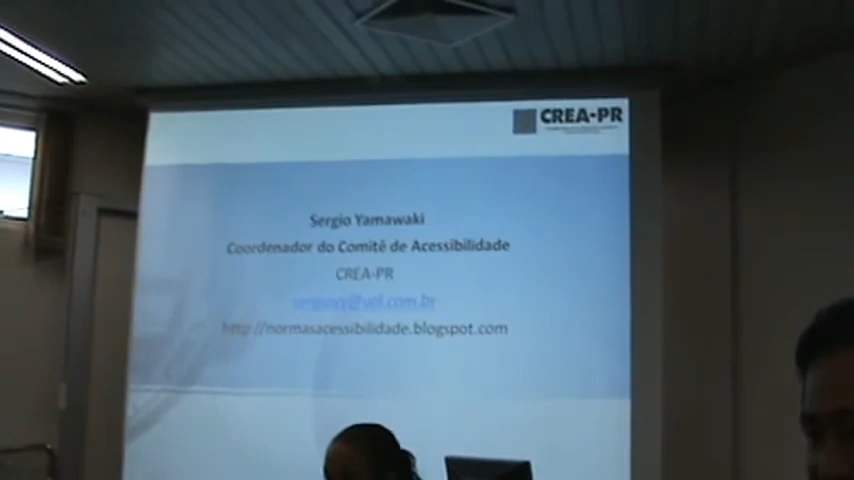 CREA-PR
Sergio Yamawaki
Coordenador do Comitê de Acessibilidade
CREA-PR
http://normasacessibilidade.blogspot.com